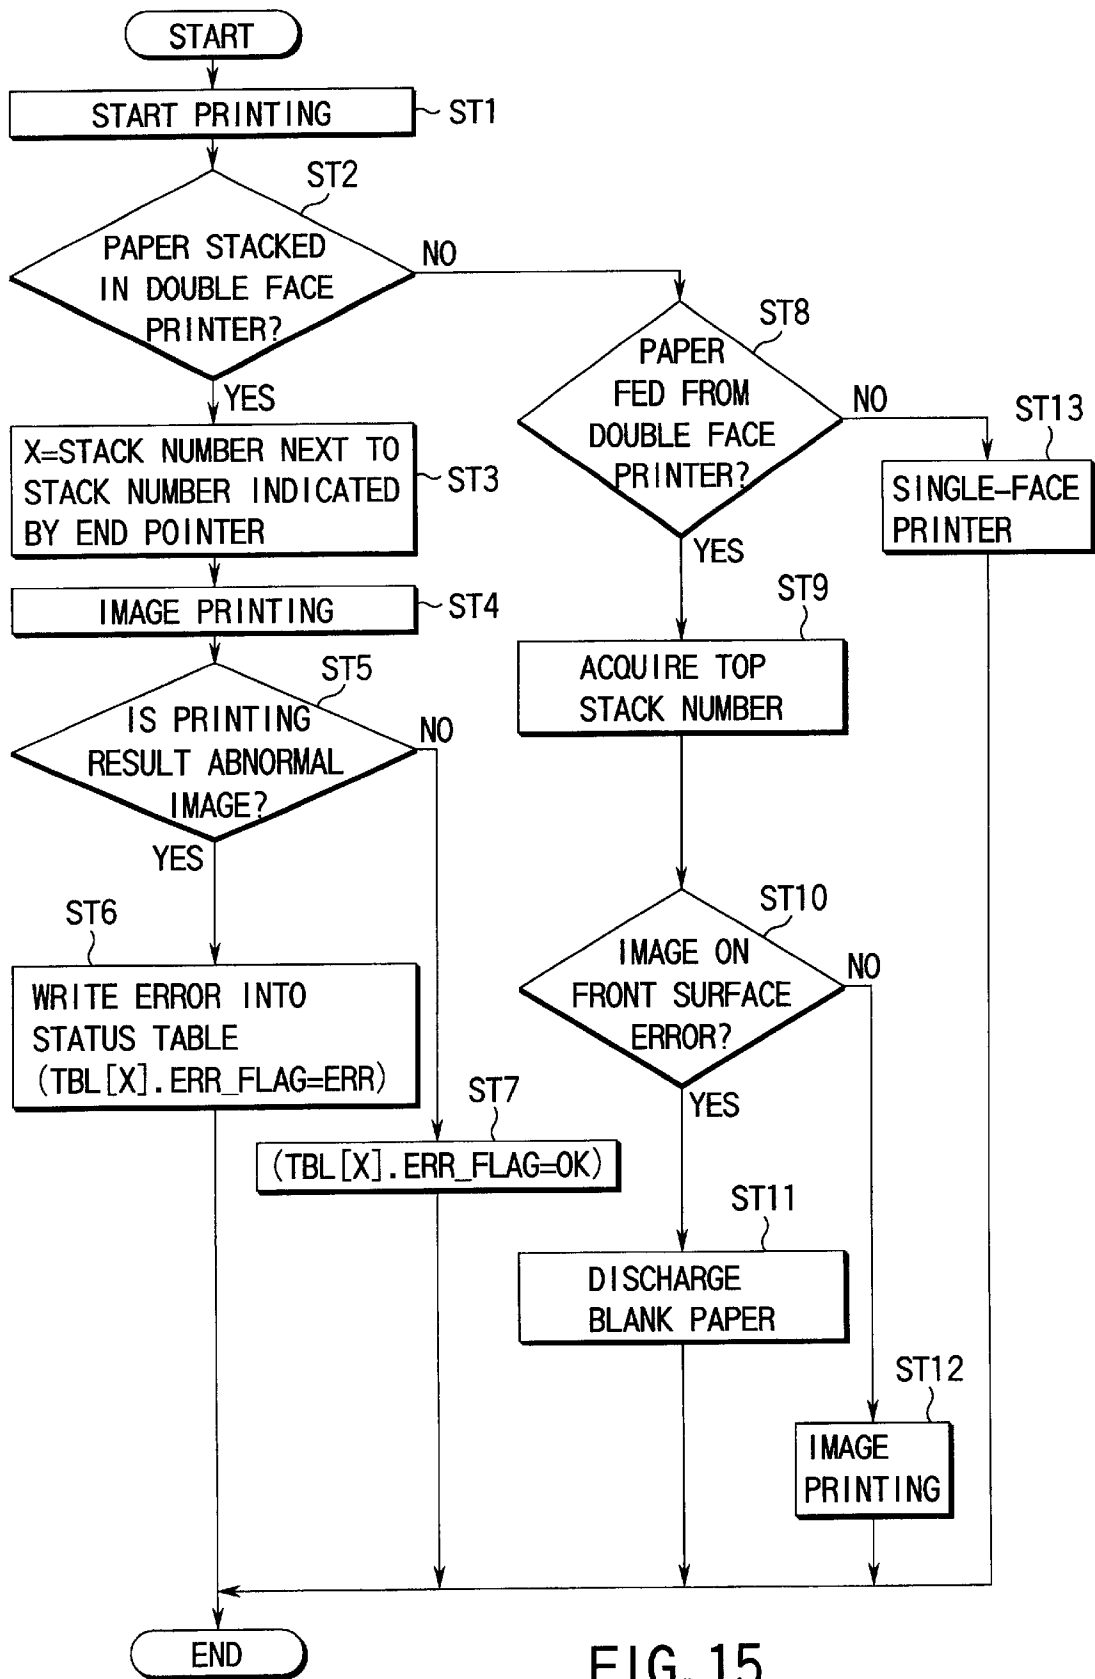 START
START PRINTING
ST1
ST2
PAPER STACKED
IN DOUBLE FACE
PRINTER?
NO
YES
X=STACK NUMBER NEXT TO
STACK NUMBER INDICATED
BY END POINTER
ST3
IMAGE PRINTING
ST4
ST5
IS PRINTING
RESULT ABNORMAL
IMAGE?
NO
YES
ST6
WRITE ERROR INTO
STATUS TABLE
(TBL[X].ERR_FLAG=ERR)
ST7
(TBL[X].ERR_FLAG=OK)
ST8
PAPER
FED FROM
DOUBLE FACE
PRINTER?
NO
YES
ST13
SINGLE-FACE
PRINTER
ST9
ACQUIRE TOP
STACK NUMBER
ST10
IMAGE ON
FRONT SURFACE
ERROR?
NO
YES
ST11
DISCHARGE
BLANK PAPER
ST12
IMAGE
PRINTING
END
FIG. 15